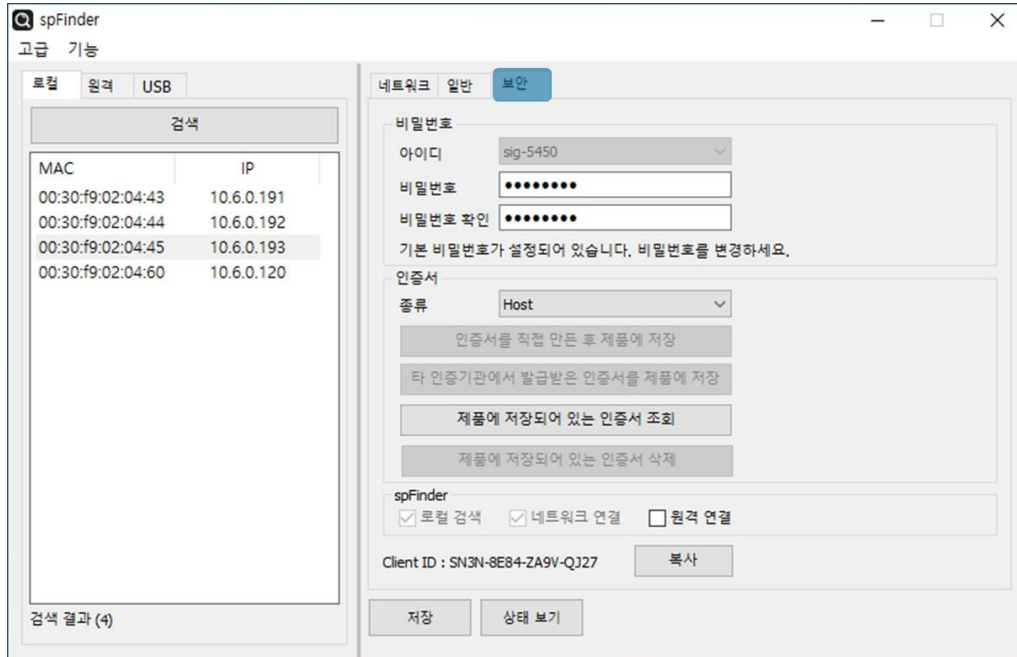 spFinder
고급 기능
로컬 원격 USB
검색
MAC IP
00:30:f9:02:04:43 10.6.0.191
00:30:f9:02:04:44 10.6.0.192
00:30:f9:02:04:45 10.6.0.193
00:30:f9:02:04:60 10.6.0.120
검색 결과 (4)
네트워크 일반 보안
비밀번호
아이디 sig-5450
비밀번호 ●●●●●●●●
비밀번호 확인 ●●●●●●●●
기본 비밀번호가 설정되어 있습니다. 비밀번호를 변경하세요.
인증서
종류 Host
인증서를 직접 만든 후 제품에 저장
타 인증기관에서 발급받은 인증서를 제품에 저장
제품에 저장되어 있는 인증서 조회
제품에 저장되어 있는 인증서 삭제
spFinder
로컬 검색 네트워크 연결 원격 연결
Client ID : SN3N-8E84-ZA9V-QJ27 복사
저장 상태 보기